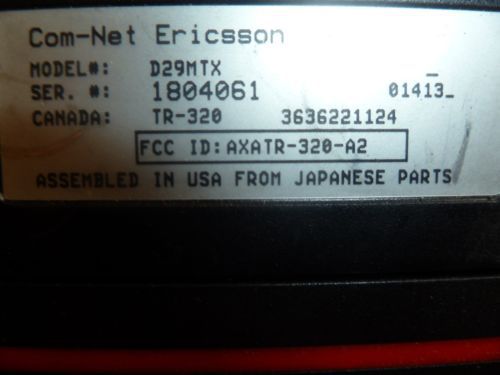 Com-Net Ericsson
MODEL#: D29MTX _
SER. #: 1804061 01413_
CANADA: TR-320 3636221124
FCC ID: AXATR-320-A2
ASSEMBLED IN USA FROM JAPANESE PARTS